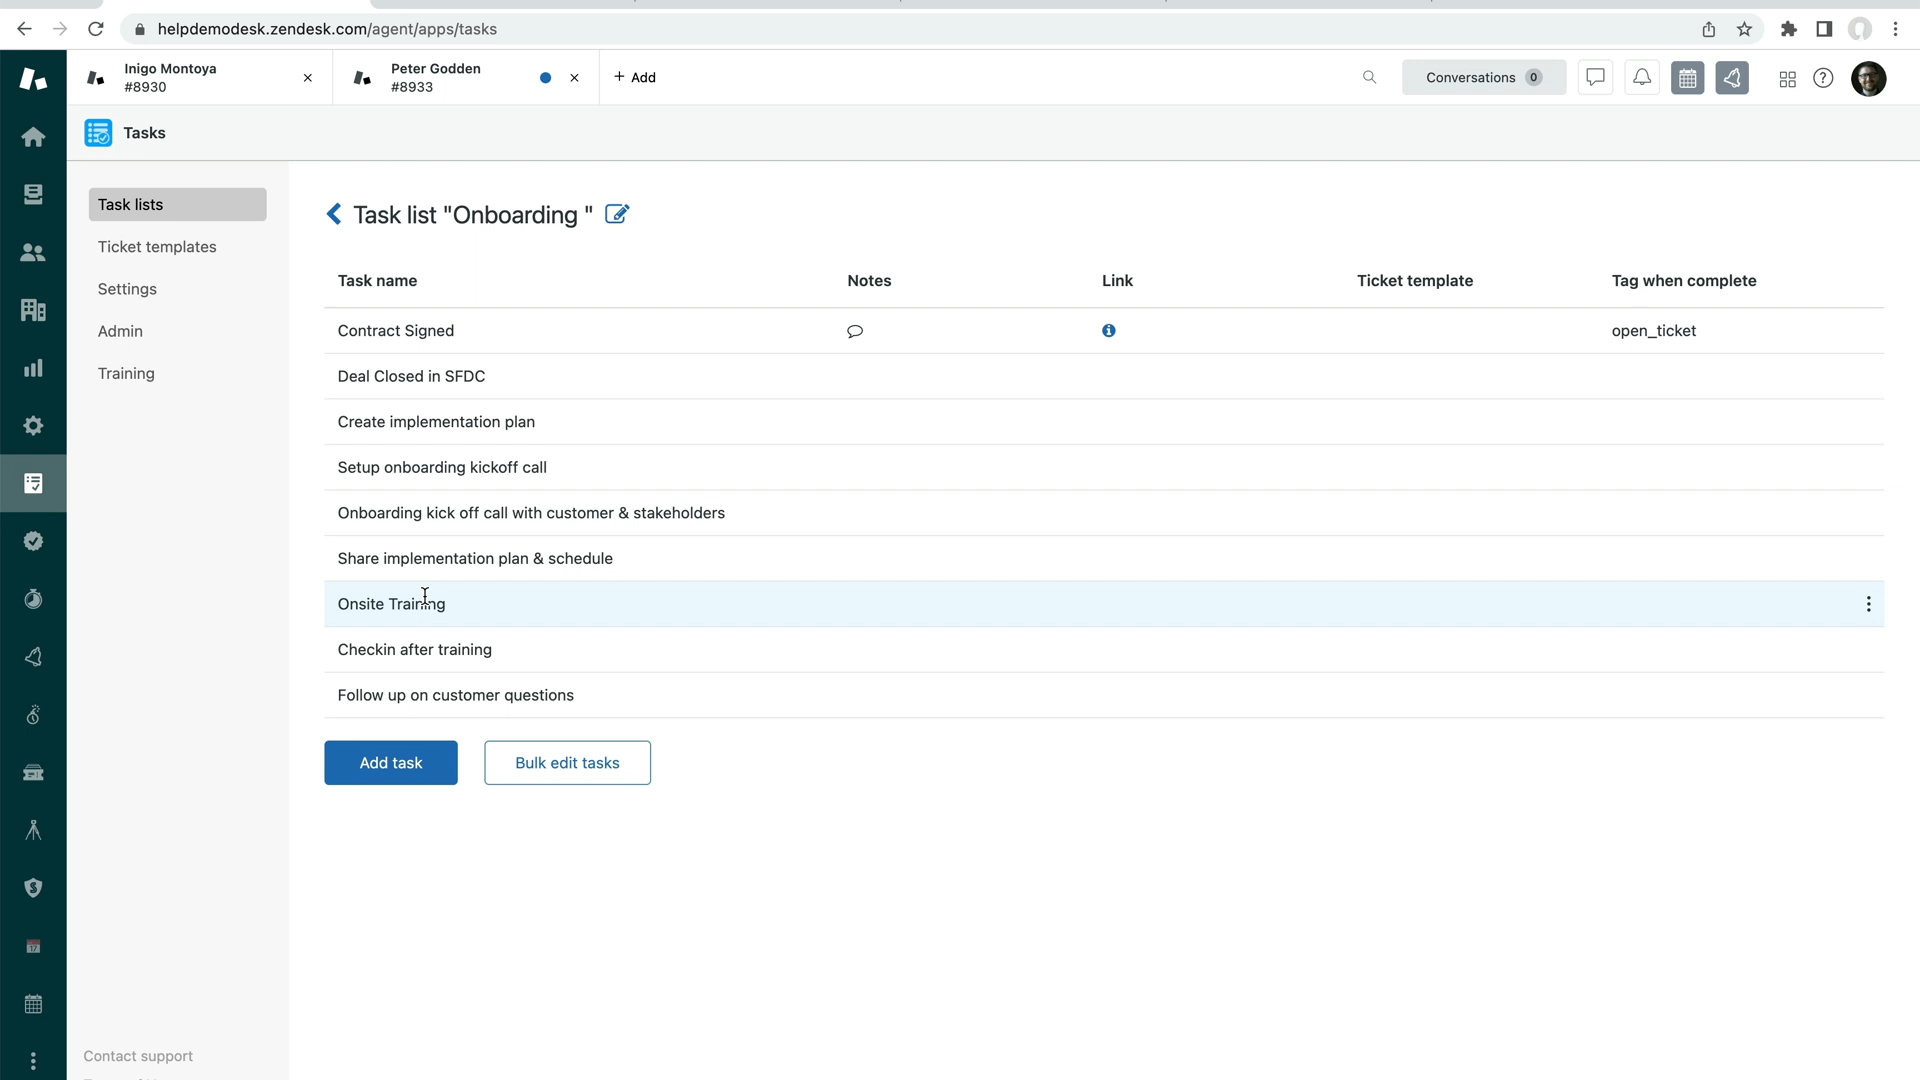 helpdemodesk.zendesk.com/agent/apps/tasks
Inigo Montoya
#8930
Peter Godden
#8933
+ Add
Conversations 0
Tasks
Task lists
Ticket templates
Settings
Admin
Training
Task list "Onboarding "
Task name Notes Link Ticket template Tag when complete
Contract Signed open_ticket
Deal Closed in SFDC
Create implementation plan
Setup onboarding kickoff call
Onboarding kick off call with customer & stakeholders
Share implementation plan & schedule
Onsite Training
Checkin after training
Follow up on customer questions
Add task Bulk edit tasks
17
Contact support